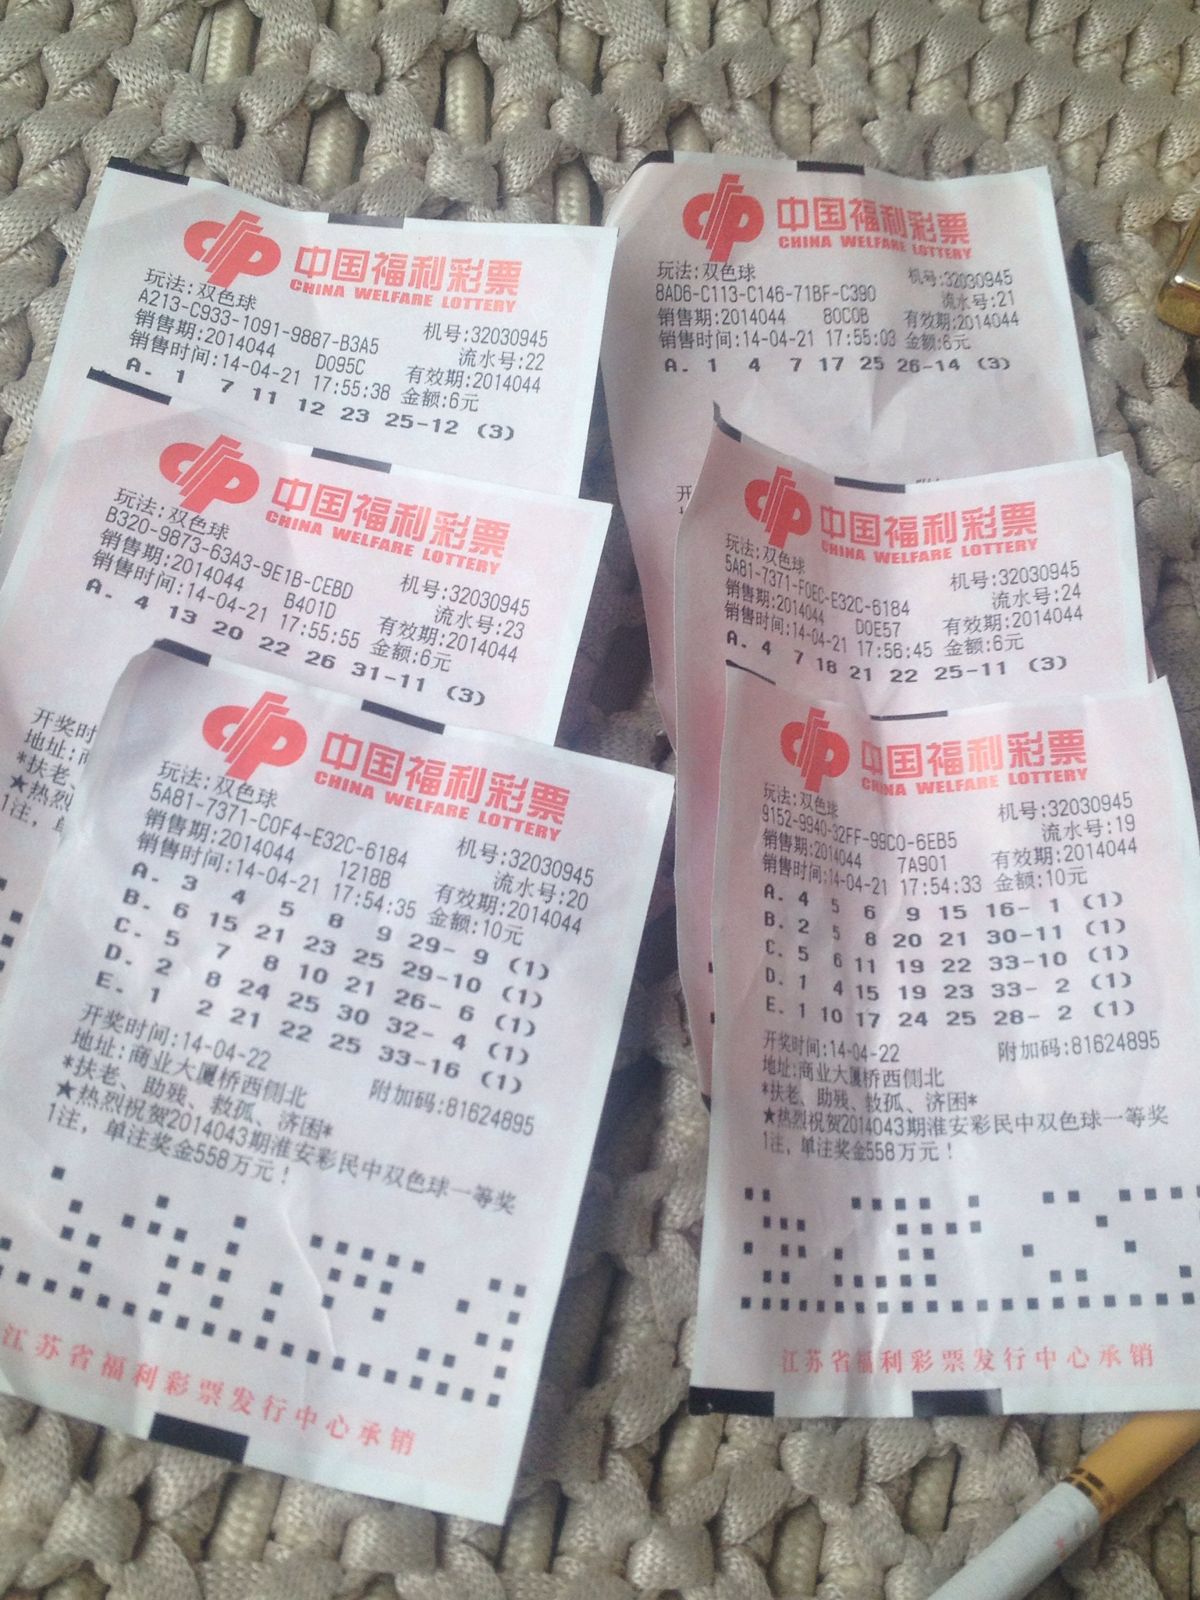 中国福利彩票
CHINA WELFARE LOTTERY
玩法:双色球 机号:32030945
A213-C933-1091-9887-B3A5 流水号:22
销售期:2014044 D095C 有效期:2014044
销售时间:14-04-21 17:55:38 金额:6元
A. 1 7 11 12 23 25-12 (3)
中国福利彩票
CHINA WELFARE LOTTERY
玩法:双色球 机号:32030945
B320-9873-63A3-9E1B-CEBD 流水号:23
销售期:2014044 B401D 有效期:2014044
销售时间:14-04-21 17:55:55 金额:6元
A. 4 13 20 22 26 31-11 (3)
开奖时
地址:商
*扶老、
★热烈
1注,单
中国福利彩票
CHINA WELFARE LOTTERY
玩法:双色球 机号:32030945
5A81-7371-C0F4-E32C-6184 流水号:20
销售期:2014044 1218B 有效期:2014044
销售时间:14-04-21 17:54:35 金额:10元
A. 3 4 5 8 9 29- 9 (1)
B. 6 15 21 23 25 29-10 (1)
C. 5 7 8 10 21 26- 6 (1)
D. 2 8 24 25 30 32- 4 (1)
E. 1 2 21 22 25 33-16 (1)
开奖时间:14-04-22 附加码:81624895
地址:商业大厦桥西侧北
*扶老、助残、救孤、济困*
★热烈祝贺2014043期淮安彩民中双色球一等奖
1注,单注奖金558万元!
江苏省福利彩票发行中心承销
中国福利彩票
CHINA WELFARE LOTTERY
玩法:双色球 机号:32030945
8AD6-C113-C146-71BF-C390 流水号:21
销售期:2014044 80C0B 有效期:2014044
销售时间:14-04-21 17:55:03 金额:6元
A. 1 4 7 17 25 26-14 (3)
开
中国福利彩票
CHINA WELFARE LOTTERY
玩法:双色球 机号:32030945
5A81-7371-F0EC-E32C-6184 流水号:24
销售期:2014044 D0E57 有效期:2014044
销售时间:14-04-21 17:56:45 金额:6元
A. 4 7 18 21 22 25-11 (3)
中国福利彩票
CHINA WELFARE LOTTERY
玩法:双色球 机号:32030945
9152-9940-32FF-99C0-6EB5 流水号:19
销售期:2014044 7A901 有效期:2014044
销售时间:14-04-21 17:54:33 金额:10元
A. 4 5 6 9 15 16- 1 (1)
B. 2 5 8 20 21 30-11 (1)
C. 5 6 11 19 22 33-10 (1)
D. 1 4 15 19 23 33- 2 (1)
E. 1 10 17 24 25 28- 2 (1)
开奖时间:14-04-22 附加码:81624895
地址:商业大厦桥西侧北
*扶老、助残、救孤、济困*
★热烈祝贺2014043期淮安彩民中双色球一等奖
1注,单注奖金558万元!
江苏省福利彩票发行中心承销